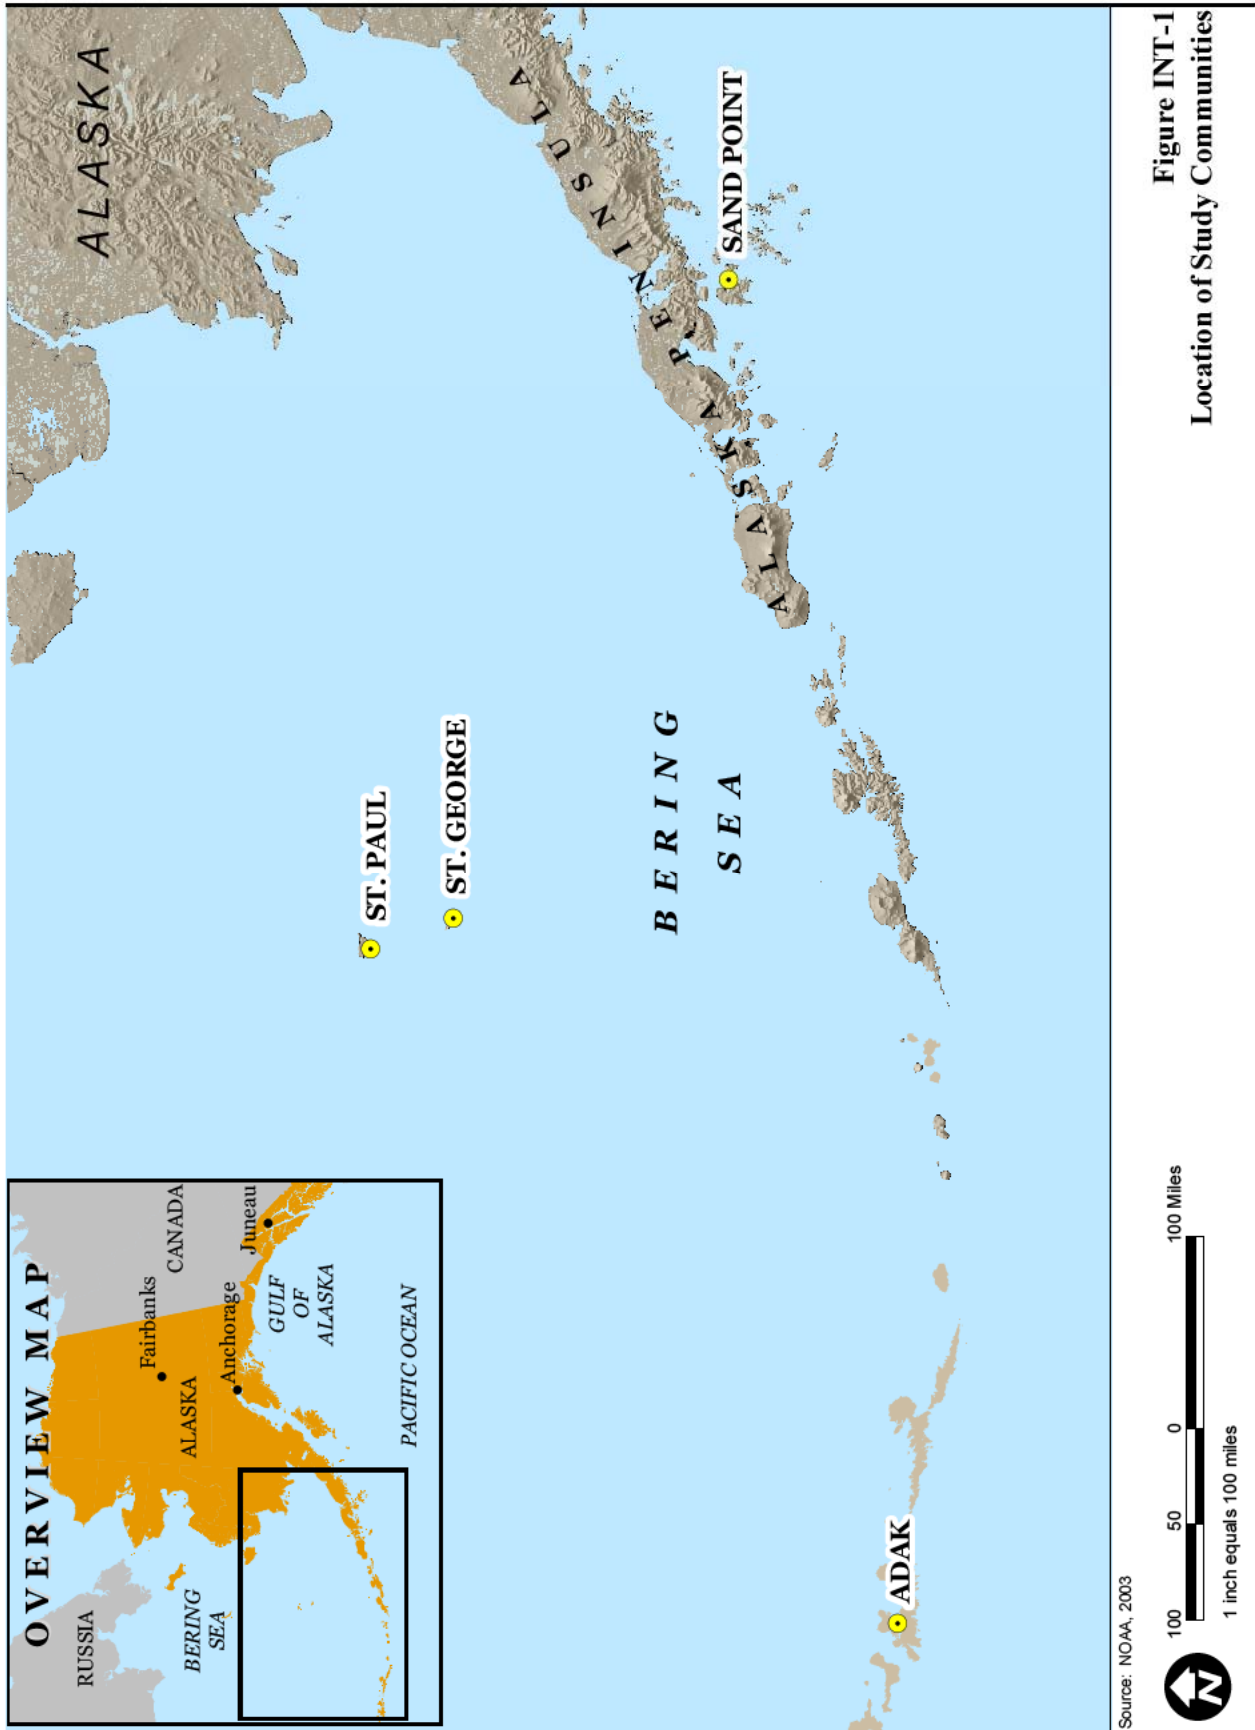 OVERVIEW MAP
RUSSIA
BERING
SEA
ALASKA
Fairbanks
CANADA
Anchorage
Juneau
GULF
OF
ALASKA
PACIFIC OCEAN
ALASKA
ST. PAUL
ST. GEORGE
BERING
SEA
ALASKA PENINSULA
SAND POINT
ADAK
Source: NOAA, 2003
N
100 50 0 100 Miles
1 inch equals 100 miles
Figure INT-1
Location of Study Communities